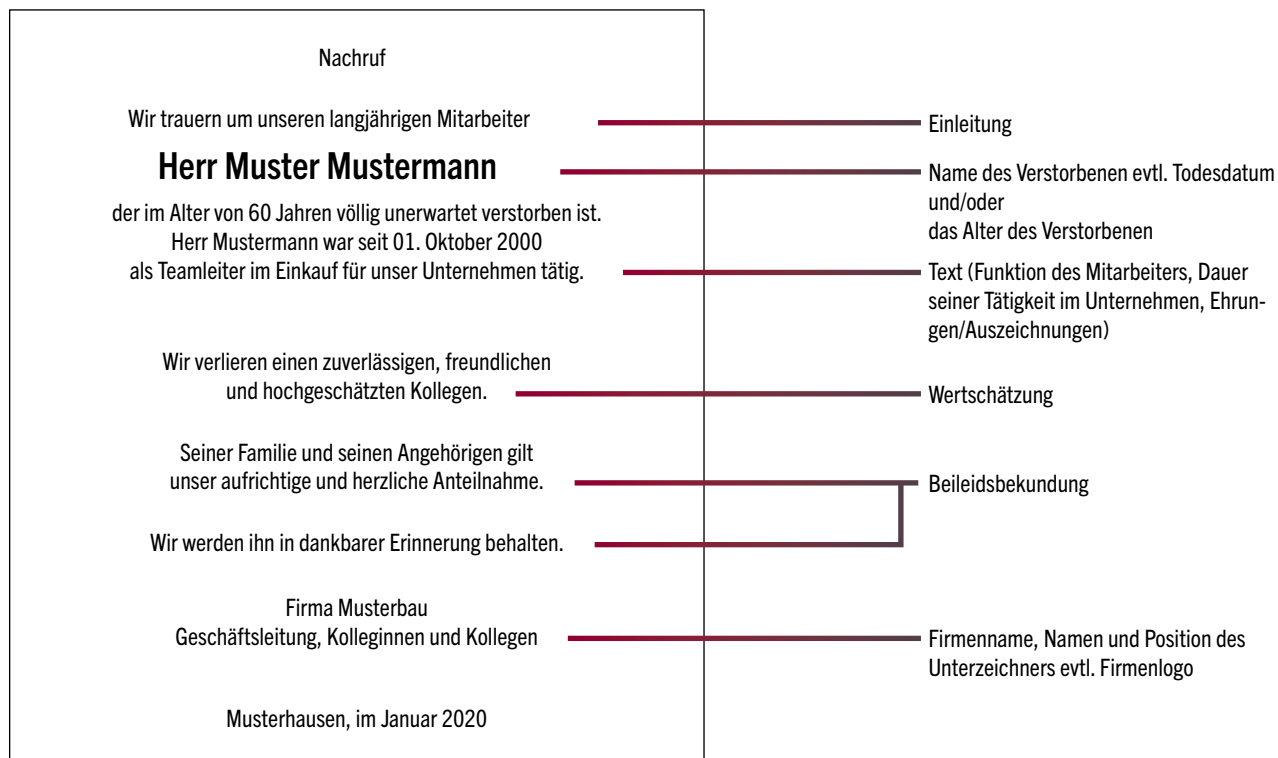 Nachruf
Wir trauern um unseren langjährigen Mitarbeiter
Einleitung
Herr Muster Mustermann
Name des Verstorbenen evtl. Todesdatum
und/oder
das Alter des Verstorbenen
der im Alter von 60 Jahren völlig unerwartet verstorben ist.
Herr Mustermann war seit 01. Oktober 2000
als Teamleiter im Einkauf für unser Unternehmen tätig.
Text (Funktion des Mitarbeiters, Dauer
seiner Tätigkeit im Unternehmen, Ehrun-
gen/Auszeichnungen)
Wir verlieren einen zuverlässigen, freundlichen
und hochgeschätzten Kollegen.
Wertschätzung
Seiner Familie und seinen Angehörigen gilt
unser aufrichtige und herzliche Anteilnahme.
Beileidsbekundung
Wir werden ihn in dankbarer Erinnerung behalten.
Firma Musterbau
Geschäftsleitung, Kolleginnen und Kollegen
Firmenname, Namen und Position des
Unterzeichners evtl. Firmenlogo
Musterhausen, im Januar 2020